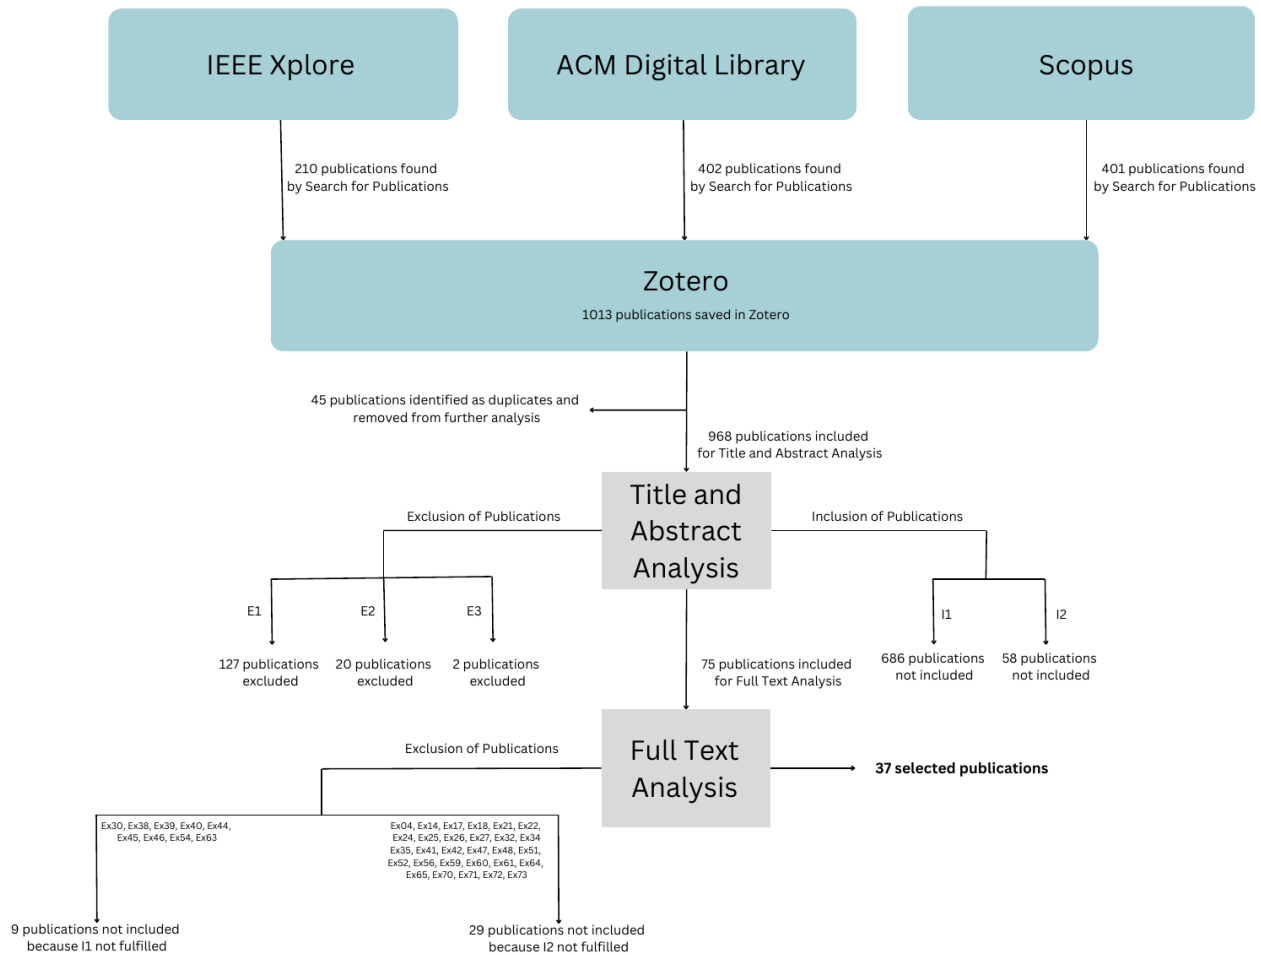 IEEE Xplore
ACM Digital Library
Scopus
210 publications found
by Search for Publications
402 publications found
by Search for Publications
401 publications found
by Search for Publications
Zotero
1013 publications saved in Zotero
45 publications identified as duplicates and
removed from further analysis
968 publications included
for Title and Abstract Analysis
Title and
Abstract
Analysis
Exclusion of Publications
Inclusion of Publications
E1
E2
E3
I1
I2
127 publications
excluded
20 publications
excluded
2 publications
excluded
75 publications included
for Full Text Analysis
686 publications
not included
58 publications
not included
Full Text
Analysis
Exclusion of Publications
37 selected publications
Ex30, Ex38, Ex39, Ex40, Ex44,
Ex45, Ex46, Ex54, Ex63
Ex04, Ex14, Ex17, Ex18, Ex21, Ex22,
Ex24, Ex25, Ex26, Ex27, Ex32, Ex34
Ex35, Ex41, Ex42, Ex47, Ex48, Ex51,
Ex52, Ex56, Ex59, Ex60, Ex61, Ex64,
Ex65, Ex70, Ex71, Ex72, Ex73
9 publications not included
because I1 not fulfilled
29 publications not included
because I2 not fulfilled